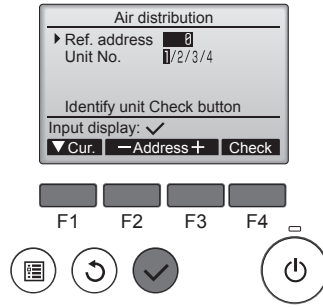 Air distribution
Ref. address 0
Unit No. 1/2/3/4
Identify unit Check button
Input display: ✓
▼Cur. −Address+ Check
F1 F2 F3 F4